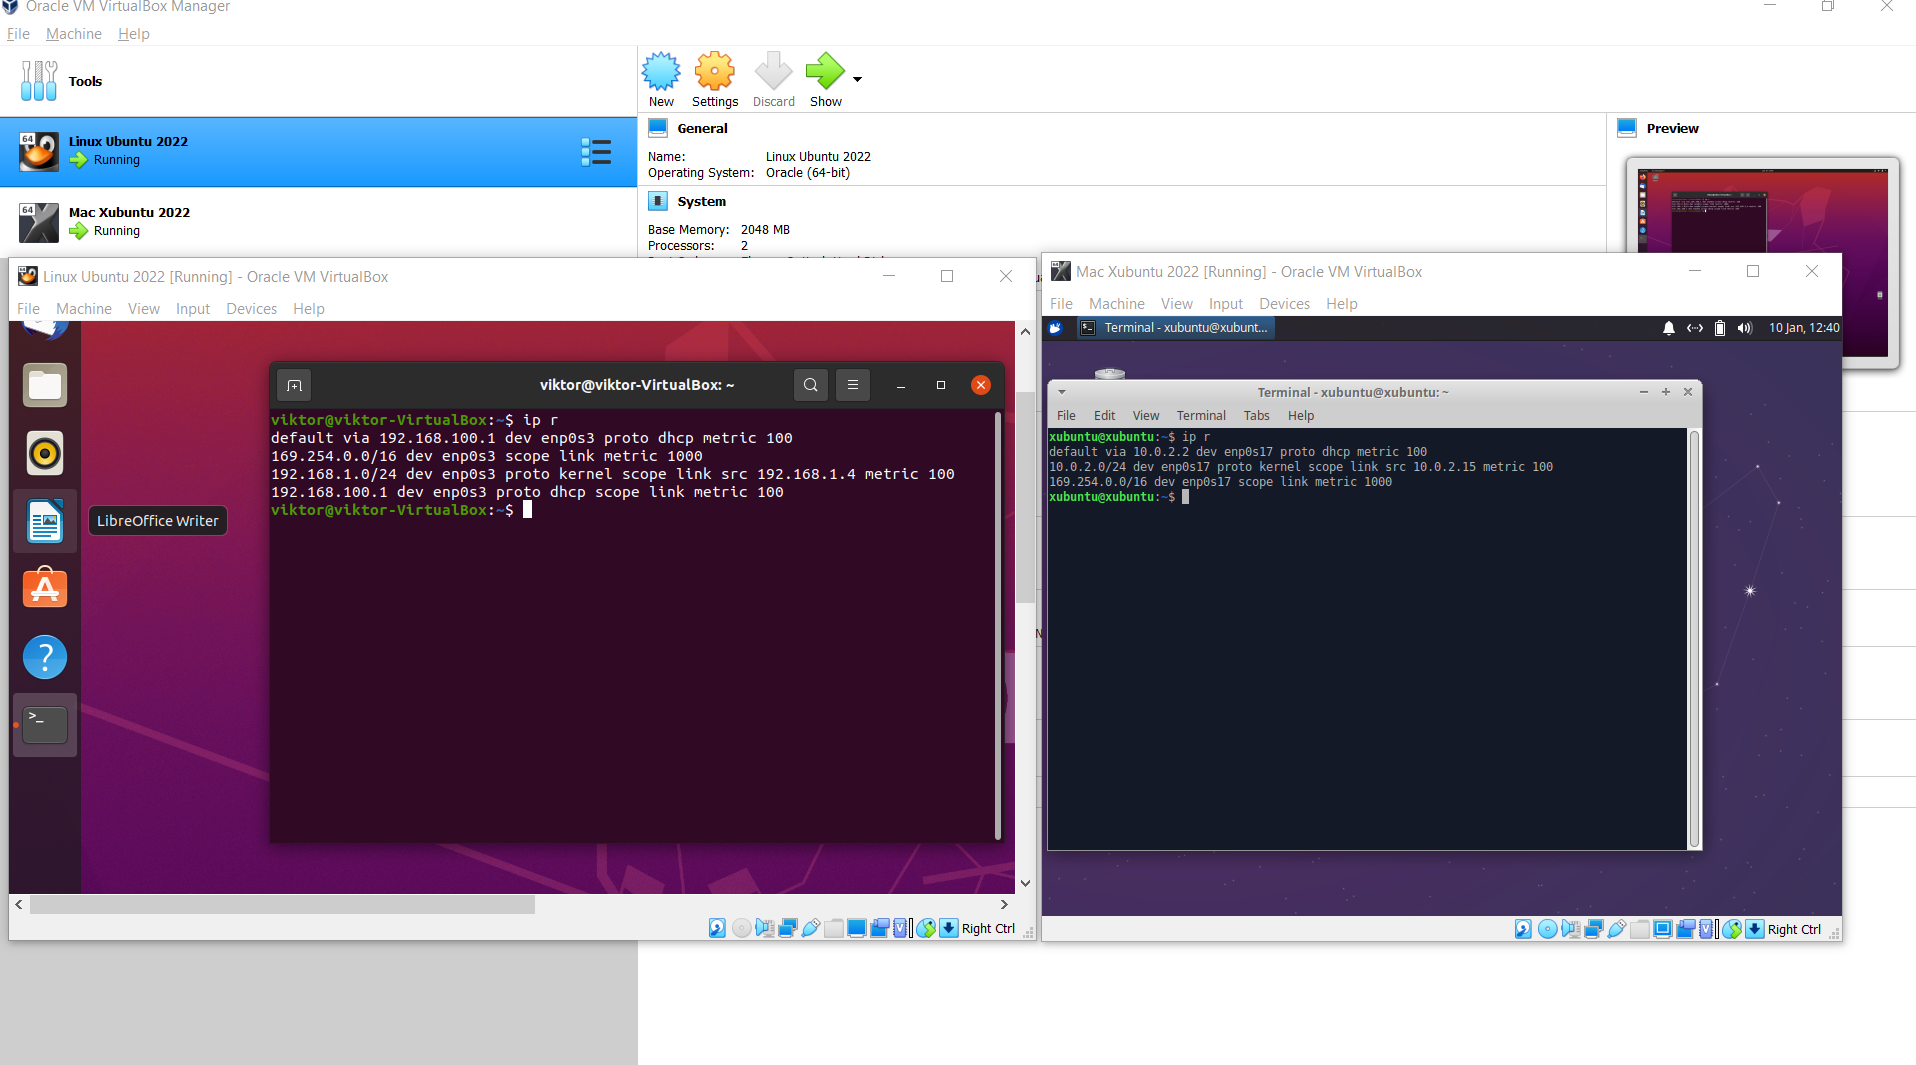 Oracle VM VirtualBox Manager
File Machine Help
Tools
New Settings Discard Show
64 Linux Ubuntu 2022
Running
64 Mac Xubuntu 2022
Running
General
Name: Linux Ubuntu 2022
Operating System: Oracle (64-bit)
System
Base Memory: 2048 MB
Processors: 2
Preview
Linux Ubuntu 2022 [Running] - Oracle VM VirtualBox
File Machine View Input Devices Help
LibreOffice Writer
viktor@viktor-VirtualBox: ~
viktor@viktor-VirtualBox:~$ ip r
default via 192.168.100.1 dev enp0s3 proto dhcp metric 100
169.254.0.0/16 dev enp0s3 scope link metric 1000
192.168.1.0/24 dev enp0s3 proto kernel scope link src 192.168.1.4 metric 100
192.168.100.1 dev enp0s3 proto dhcp scope link metric 100
viktor@viktor-VirtualBox:~$
Right Ctrl
Mac Xubuntu 2022 [Running] - Oracle VM VirtualBox
File Machine View Input Devices Help
Terminal - xubuntu@xubunt...
10 Jan, 12:40
Terminal - xubuntu@xubuntu: ~
File Edit View Terminal Tabs Help
xubuntu@xubuntu:~$ ip r
default via 10.0.2.2 dev enp0s17 proto dhcp metric 100
10.0.2.0/24 dev enp0s17 proto kernel scope link src 10.0.2.15 metric 100
169.254.0.0/16 dev enp0s17 scope link metric 1000
xubuntu@xubuntu:~$
Right Ctrl